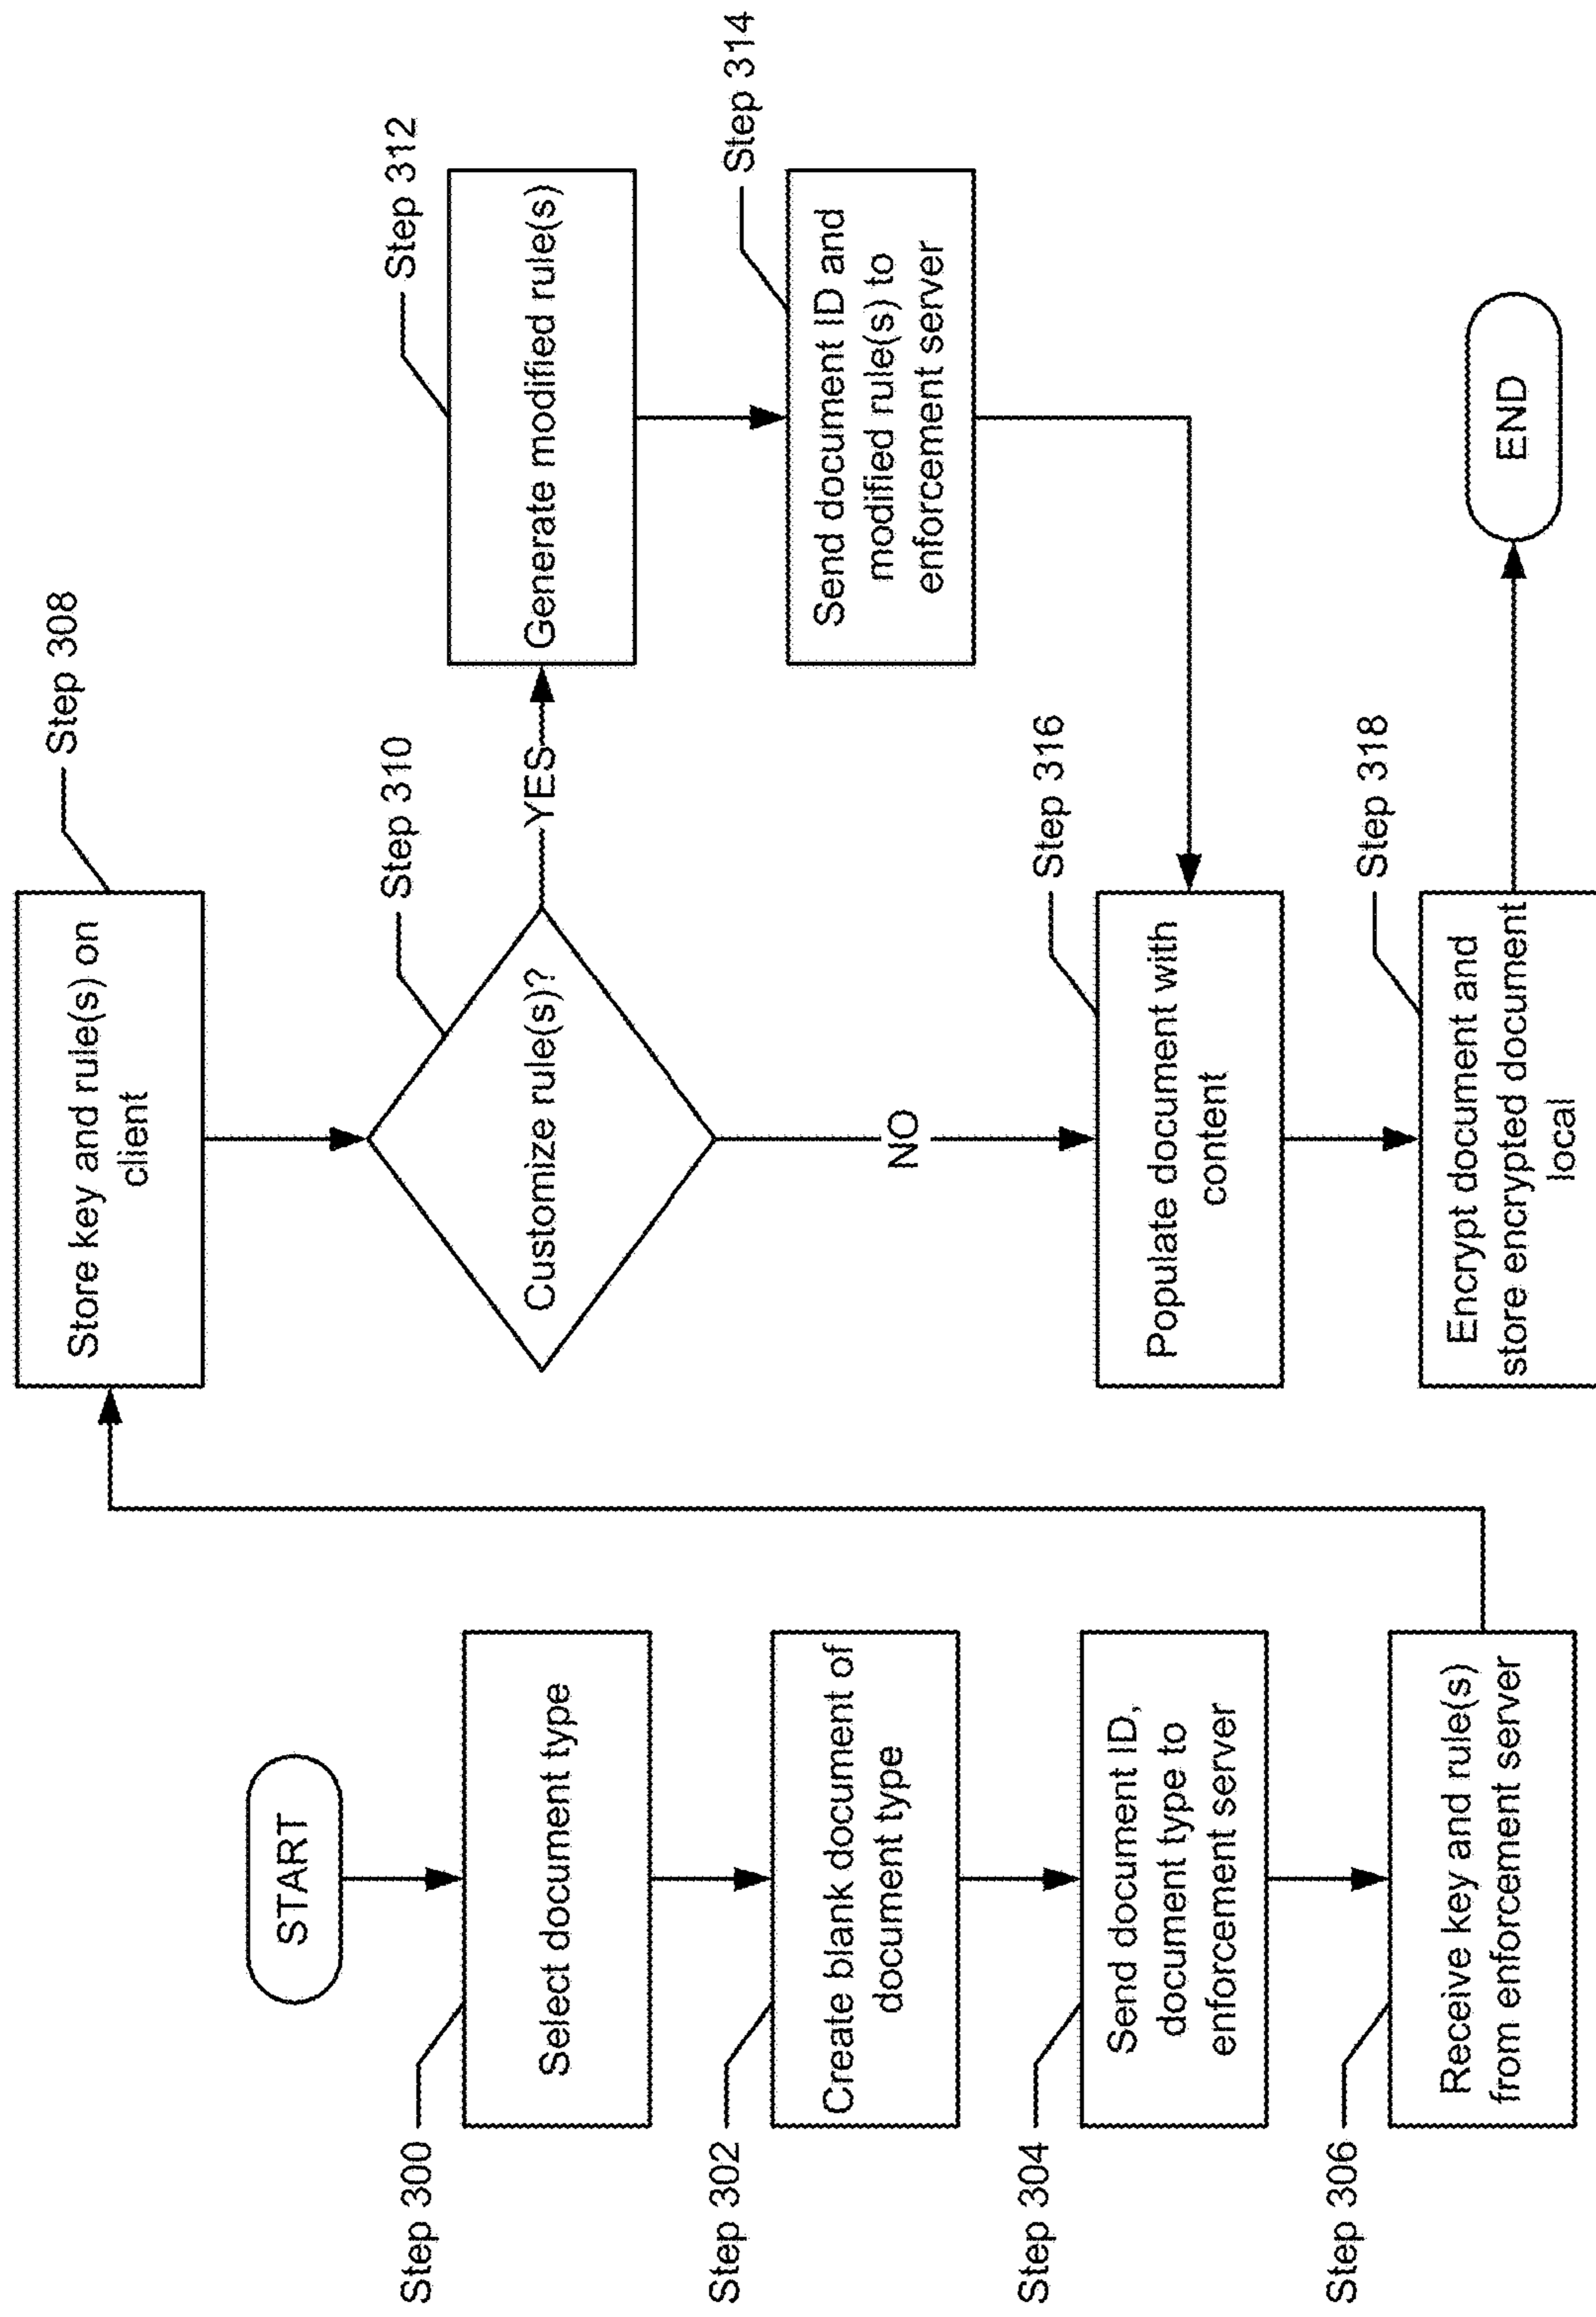 START
Step 300
Select document type
Step 302
Create blank document of
document type
Step 304
Send document ID,
document type to
enforcement server
Step 306
Receive key and rule(s)
from enforcement server
Step 308
Store key and rule(s) on
client
Step 310
Customize rule(s)?
YES
NO
Step 312
Generate modified rule(s)
Step 314
Send document ID and
modified rule(s) to
enforcement server
Step 316
Populate document with
content
Step 318
Encrypt document and
store encrypted document
local
END